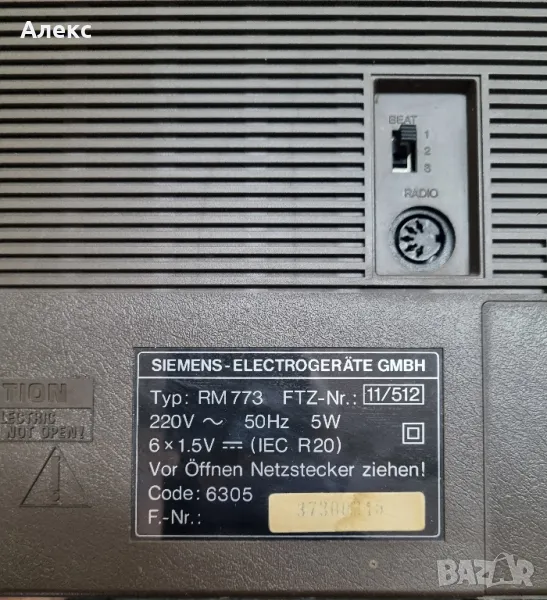 Алекс
BEAT
1
2
3
RADIO
SIEMENS-ELECTROGERÄTE GMBH
Typ: RM 773 FTZ-Nr.: 11/512
220V ~ 50Hz 5W
6 × 1.5V ⎓ (IEC R20)
Vor Öffnen Netzstecker ziehen!
Code: 6305
F.-Nr.:
TION
LECTRIC
NOT OPEN!
BAZAR